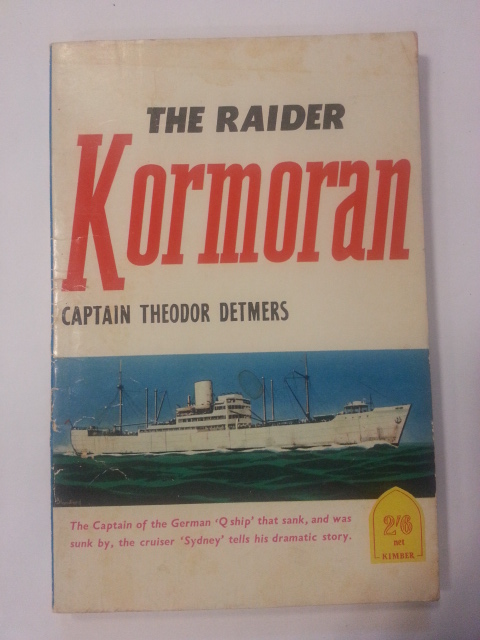 THE RAIDER
Kormoran
CAPTAIN THEODOR DETMERS
The Captain of the German 'Q ship' that sank, and was
sunk by, the cruiser 'Sydney' tells his dramatic story.
2/6
net
KIMBER